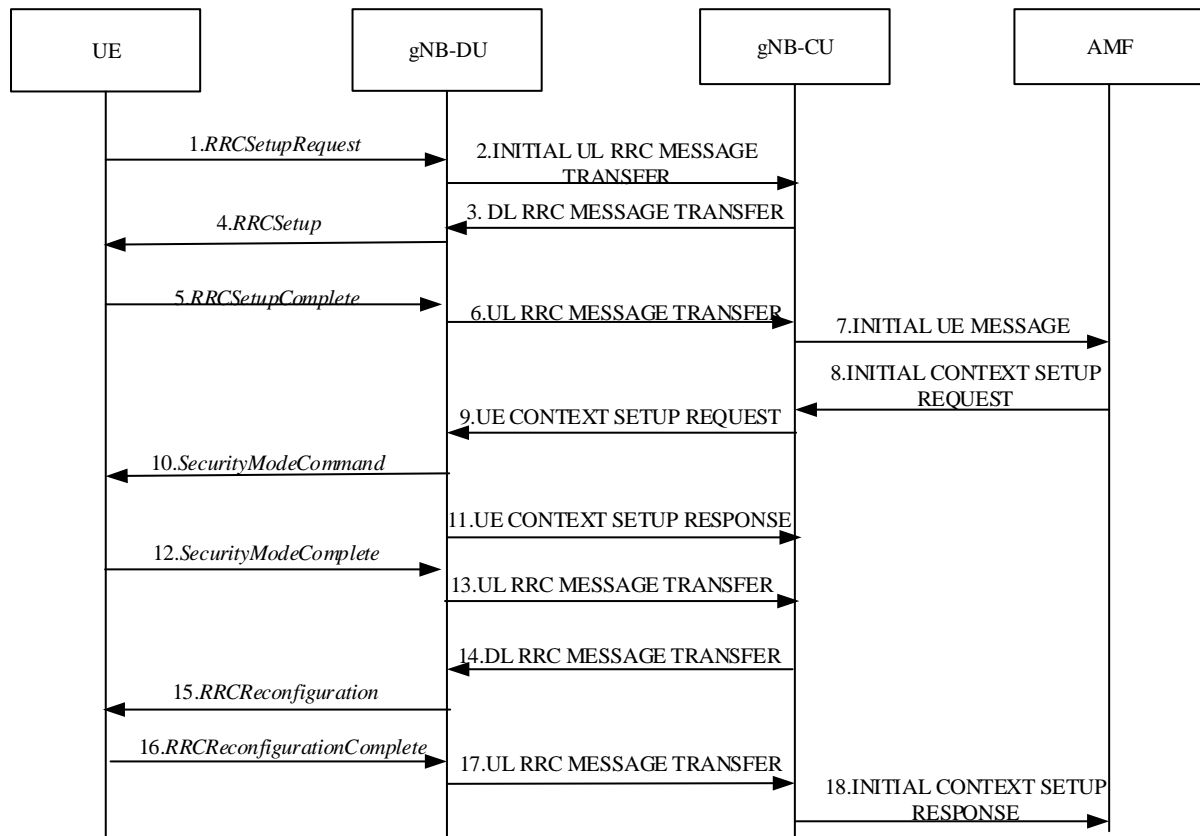 UE
gNB-DU
gNB-CU
AMF
1.RRCSetupRequest
2.INITIAL UL RRC MESSAGE
TRANSFER
3. DL RRC MESSAGE TRANSFER
4.RRCSetup
5.RRCSetupComplete
6.UL RRC MESSAGE TRANSFER
7.INITIAL UE MESSAGE
8.INITIAL CONTEXT SETUP
REQUEST
9.UE CONTEXT SETUP REQUEST
10.SecurityModeCommand
11.UE CONTEXT SETUP RESPONSE
12.SecurityModeComplete
13.UL RRC MESSAGE TRANSFER
14.DL RRC MESSAGE TRANSFER
15.RRCReconfiguration
16.RRCReconfigurationComplete
17.UL RRC MESSAGE TRANSFER
18.INITIAL CONTEXT SETUP
RESPONSE